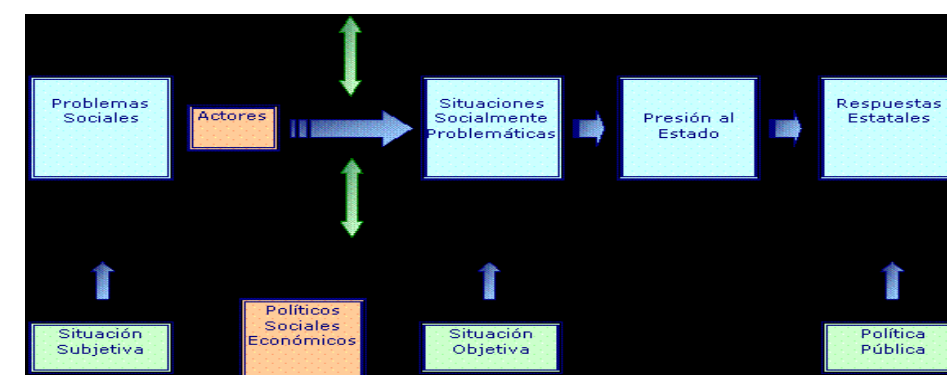 Problemas
Sociales
Actores
Situaciones
Socialmente
Problemáticas
Presión al
Estado
Respuestas
Estatales
Situación
Subjetiva
Políticos
Sociales
Económicos
Situación
Objetiva
Política
Pública